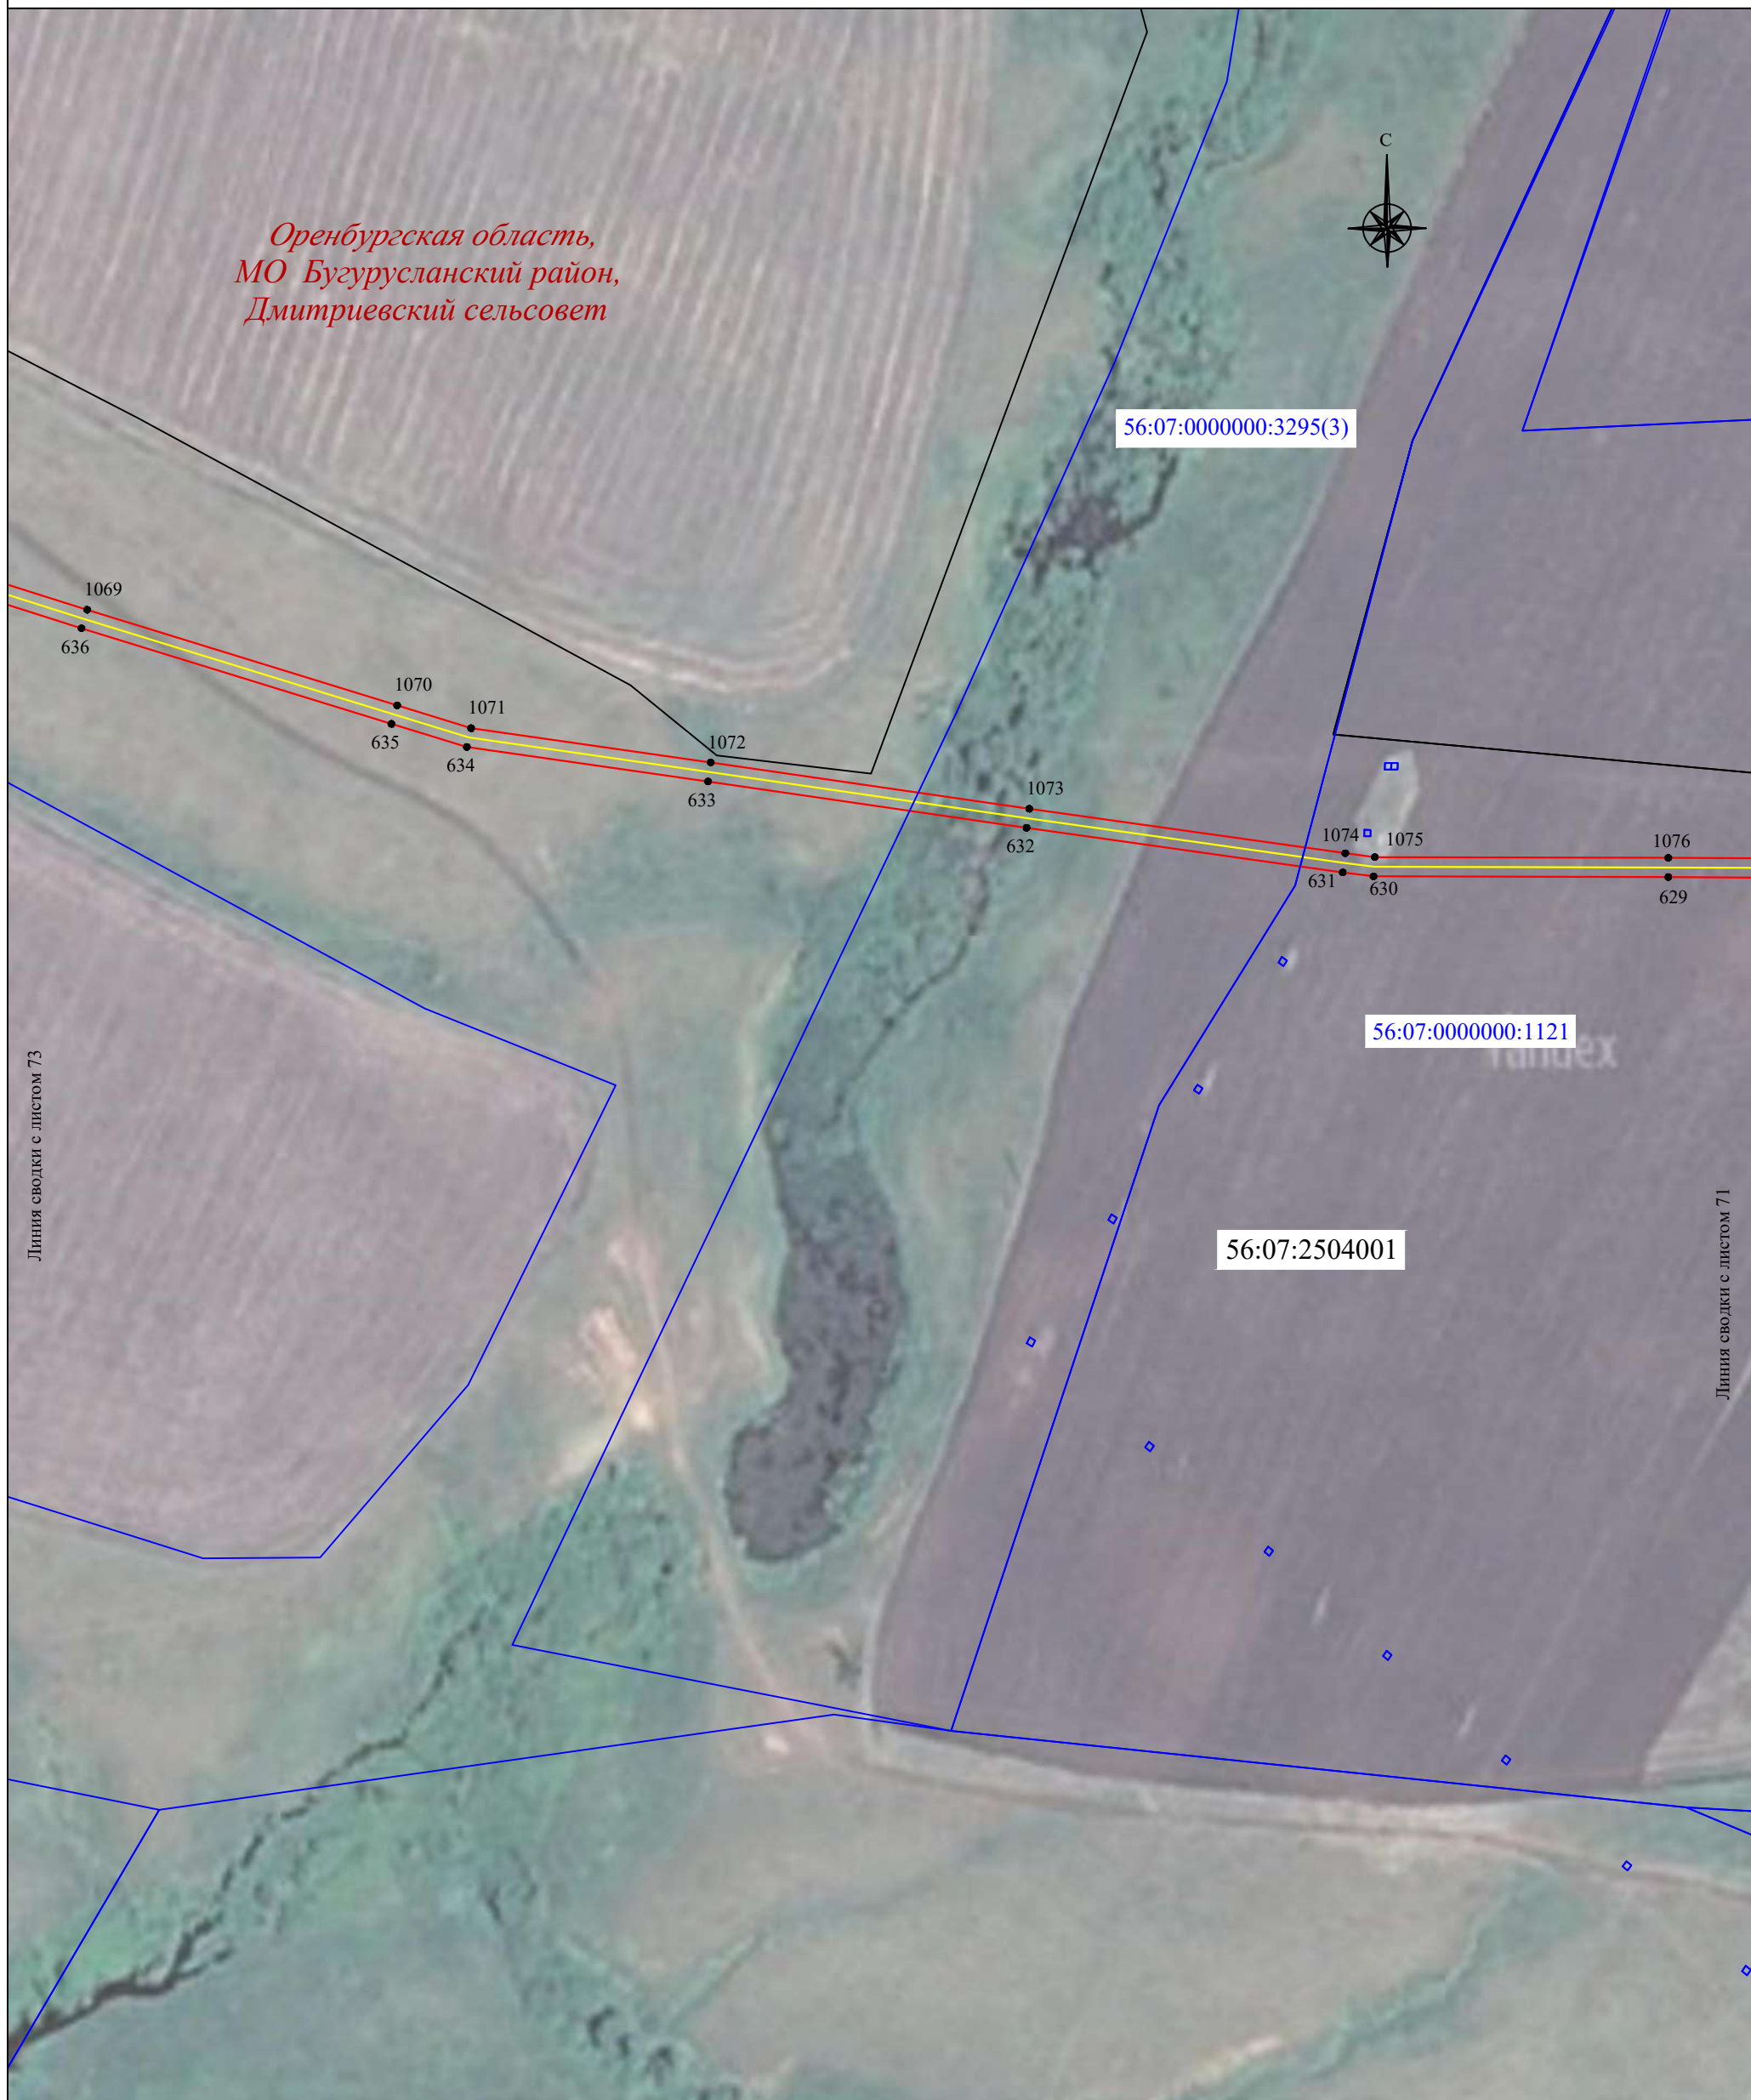 С
Оренбургская область,
МО Бугурусланский район,
Дмитриевский сельсовет
56:07:0000000:3295(3)
1069
636
1070
635
1071
634
1072
633
1073
632
1074
1075
631
630
1076
629
56:07:0000000:1121
Yandex
Линия сводки с листом 73
56:07:2504001
Линия сводки с листом 71